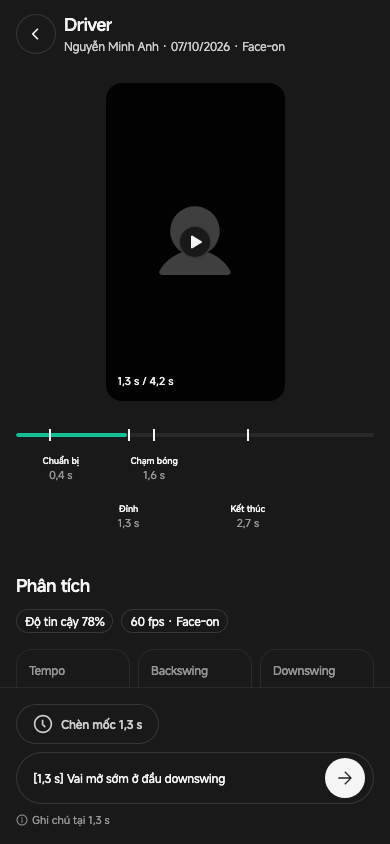 Driver
Nguyễn Minh Anh · 07/10/2026 · Face-on
1,3 s / 4,2 s
Chuẩn bị
0,4 s
Chạm bóng
1,6 s
Đỉnh
1,3 s
Kết thúc
2,7 s
Phân tích
Độ tin cậy 78%
60 fps · Face-on
Tempo
Backswing
Downswing
Chèn mốc 1,3 s
[1,3 s] Vai mở sớm ở đầu downswing
Ghi chú tại 1,3 s